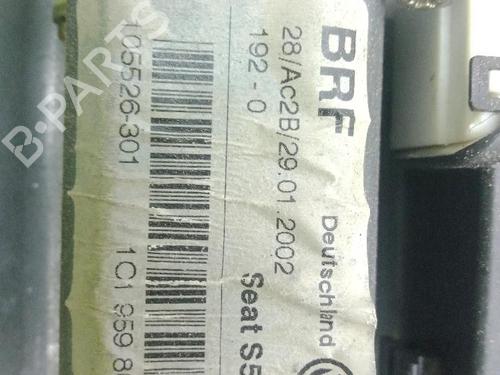 BRF
Deutschland
28/Ac2B/29.01.2002
192-0
Seat S5
105526-301
1C1 959 8
B-PARTS